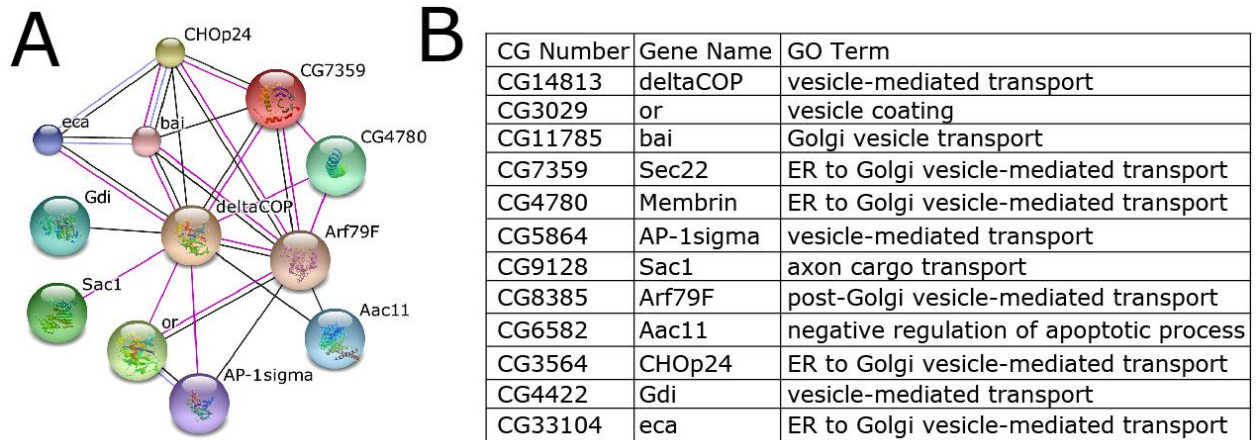 A
CHOp24
CG7359
eca
bai
CG4780
Gdi
deltaCOP
Arf79F
Sac1
or
Aac11
AP-1sigma
B
CG Number Gene Name GO Term
CG14813 deltaCOP vesicle-mediated transport
CG3029 or vesicle coating
CG11785 bai Golgi vesicle transport
CG7359 Sec22 ER to Golgi vesicle-mediated transport
CG4780 Membrin ER to Golgi vesicle-mediated transport
CG5864 AP-1sigma vesicle-mediated transport
CG9128 Sac1 axon cargo transport
CG8385 Arf79F post-Golgi vesicle-mediated transport
CG6582 Aac11 negative regulation of apoptotic process
CG3564 CHOp24 ER to Golgi vesicle-mediated transport
CG4422 Gdi vesicle-mediated transport
CG33104 eca ER to Golgi vesicle-mediated transport